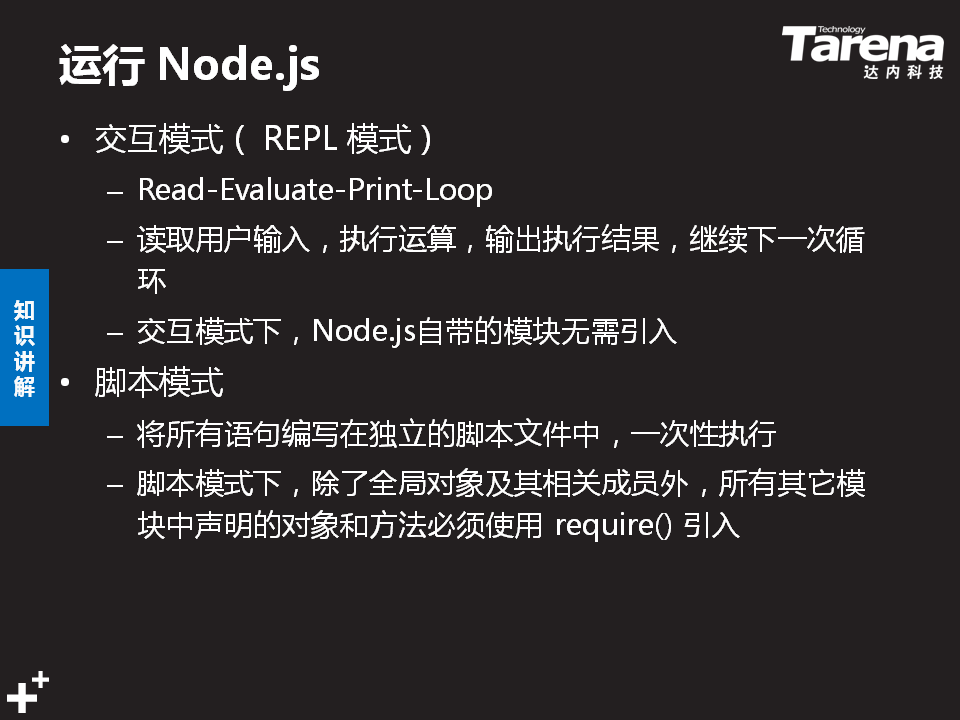 运行 Node.js
Technology
Tarena
达内科技
• 交互模式（ REPL 模式）
– Read-Evaluate-Print-Loop
– 读取用户输入，执行运算，输出执行结果，继续下一次循
环
– 交互模式下，Node.js自带的模块无需引入
• 脚本模式
– 将所有语句编写在独立的脚本文件中，一次性执行
– 脚本模式下，除了全局对象及其相关成员外，所有其它模
块中声明的对象和方法必须使用 require() 引入
知
识
讲
解